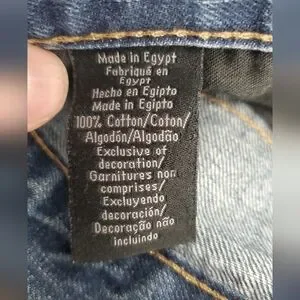 Made in Egypt
Fabriqué en
Egypt
Hecho en Egipto
Made in Egipto
100% Cotton/Coton/
Algodón/Algodão
Exclusive of
decoration/
Garnitures non
comprises/
Excluyendo
decoración/
Decoração não
incluindo